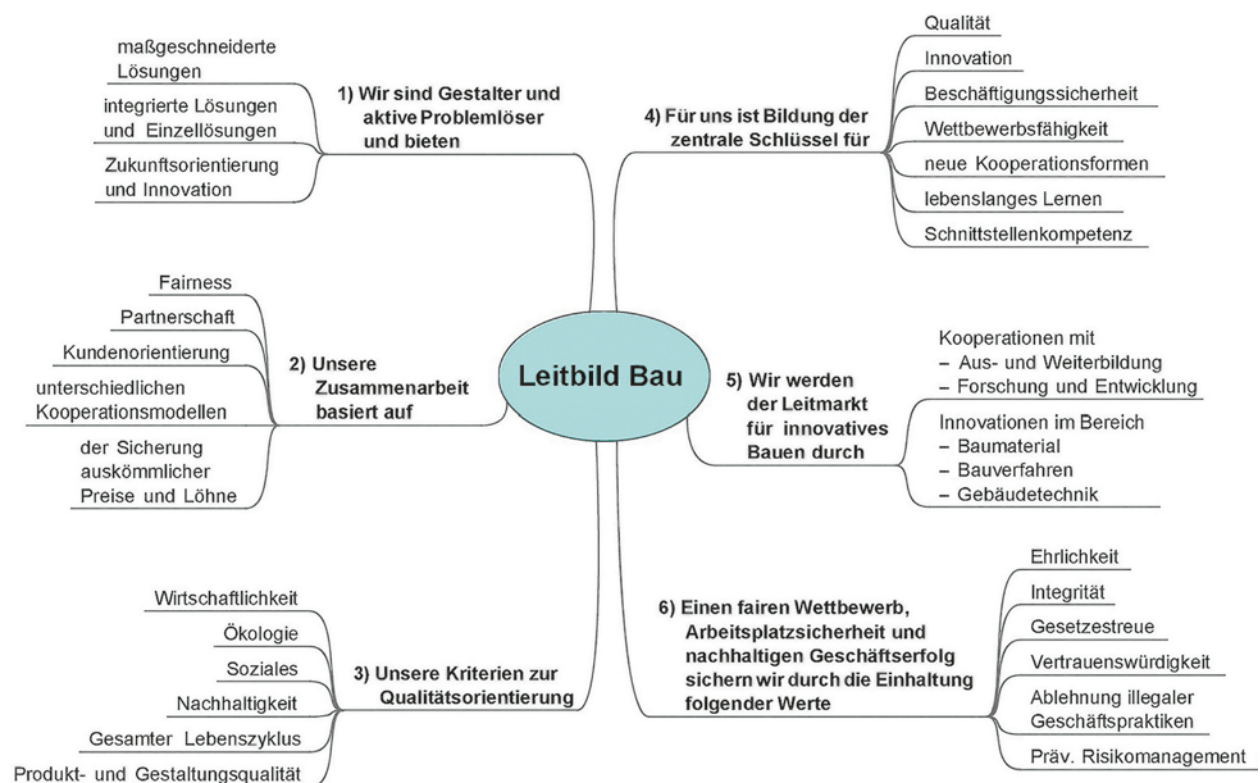 Leitbild Bau
1) Wir sind Gestalter und
aktive Problemlöser
und bieten
maßgeschneiderte
Lösungen
integrierte Lösungen
und Einzellösungen
Zukunftsorientierung
und Innovation
2) Unsere
Zusammenarbeit
basiert auf
Fairness
Partnerschaft
Kundenorientierung
unterschiedlichen
Kooperationsmodellen
der Sicherung
auskömmlicher
Preise und Löhne
3) Unsere Kriterien zur
Qualitätsorientierung
Wirtschaftlichkeit
Ökologie
Soziales
Nachhaltigkeit
Gesamter Lebenszyklus
Produkt- und Gestaltungsqualität
4) Für uns ist Bildung der
zentrale Schlüssel für
Qualität
Innovation
Beschäftigungssicherheit
Wettbewerbsfähigkeit
neue Kooperationsformen
lebenslanges Lernen
Schnittstellenkompetenz
5) Wir werden
der Leitmarkt
für innovatives
Bauen durch
Kooperationen mit
– Aus- und Weiterbildung
– Forschung und Entwicklung
Innovationen im Bereich
– Baumaterial
– Bauverfahren
– Gebäudetechnik
6) Einen fairen Wettbewerb,
Arbeitsplatzsicherheit und
nachhaltigen Geschäftserfolg
sichern wir durch die Einhaltung
folgender Werte
Ehrlichkeit
Integrität
Gesetzestreue
Vertrauenswürdigkeit
Ablehnung illegaler
Geschäftspraktiken
Präv. Risikomanagement